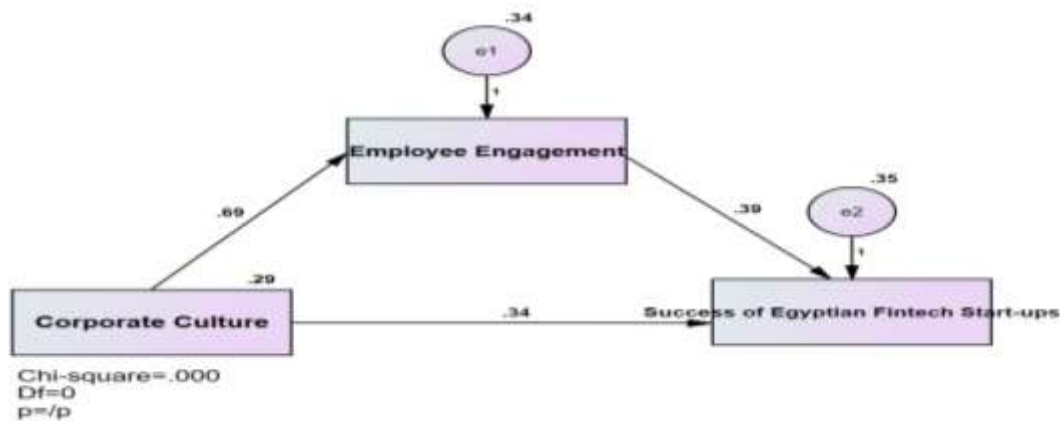 .34
e1
1
Employee Engagement
.35
.69
.39
e2
1
.29
Corporate Culture
.34
Success of Egyptian Fintech Start-ups
Chi-square=.000
Df=0
p=/p